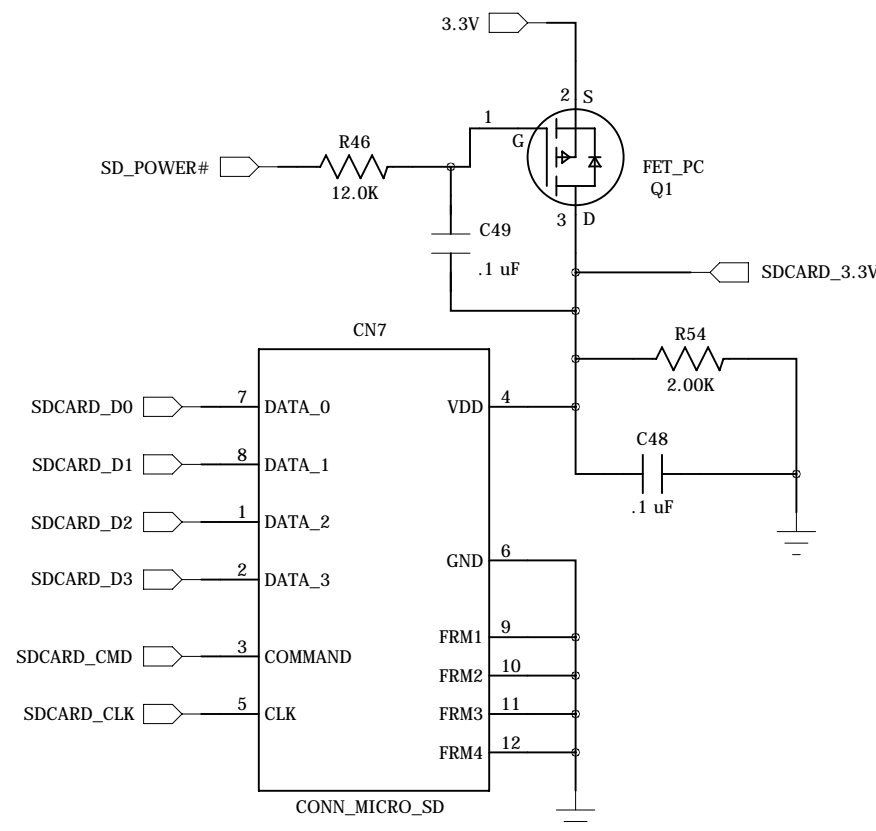 3.3V
2 S
1
G
R46
SD_POWER#
12.0K
FET_PC
Q1
3 D
C49
.1 uF
SDCARD_3.3V
CN7
R54
2.00K
SDCARD_D0 7 DATA_0 VDD 4
C48
.1 uF
SDCARD_D1 8 DATA_1
SDCARD_D2 1 DATA_2
GND 6
SDCARD_D3 2 DATA_3
FRM1 9
SDCARD_CMD 3 COMMAND
FRM2 10
SDCARD_CLK 5 CLK FRM3 11
FRM4 12
CONN_MICRO_SD